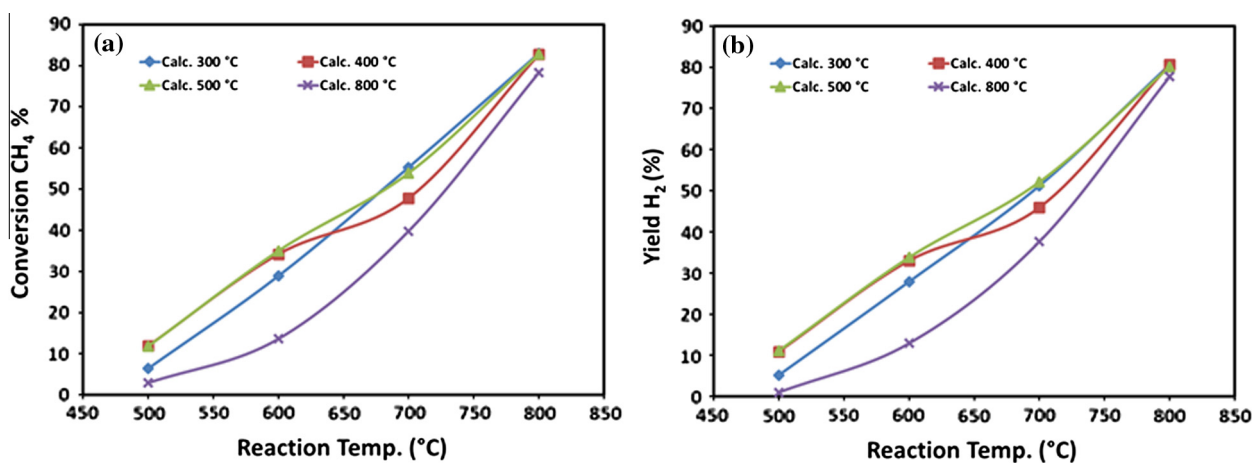 (a)
Calc. 300 °C
Calc. 400 °C
Calc. 500 °C
Calc. 800 °C
90
80
70
60
50
40
30
20
10
0
Conversion CH4 %
450 500 550 600 650 700 750 800 850
Reaction Temp. (°C)
(b)
Calc. 300 °C
Calc. 400 °C
Calc. 500 °C
Calc. 800 °C
90
80
70
60
50
40
30
20
10
0
Yield H2 (%)
450 500 550 600 650 700 750 800 850
Reaction Temp. (°C)